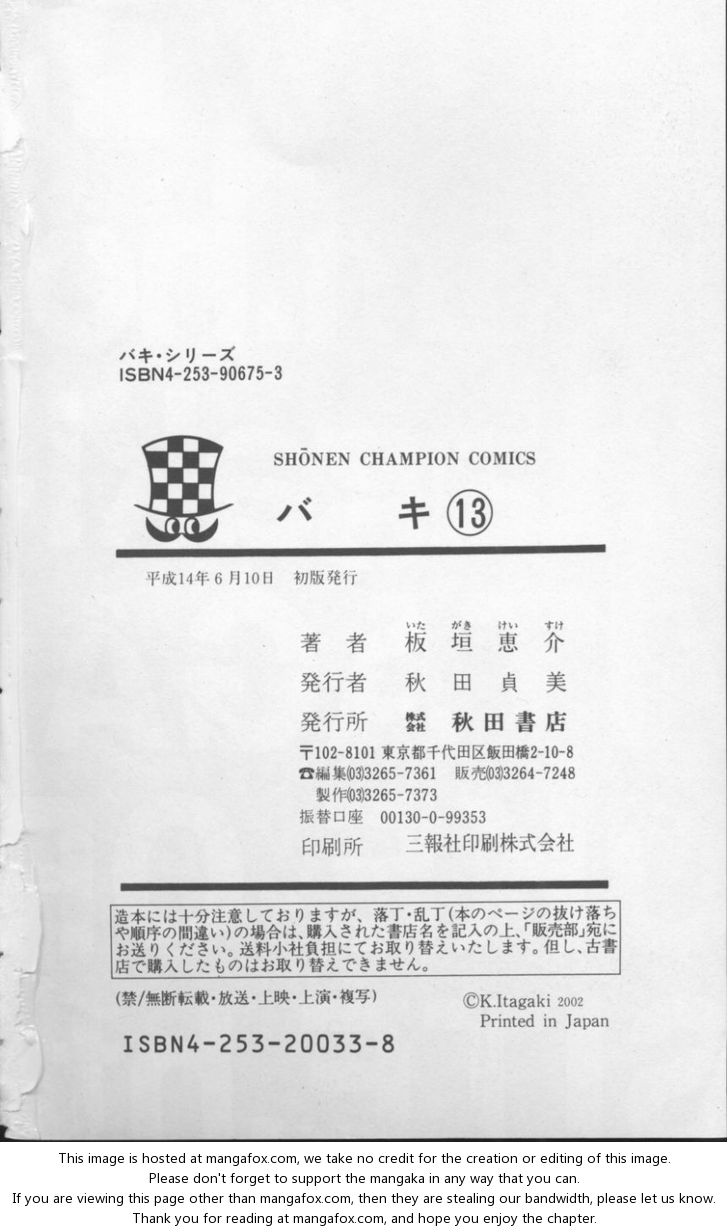 バキ・シリーズ
ISBN4-253-90675-3
SHŌNEN CHAMPION COMICS
バキ ⑬
平成14年6月10日 初版発行
いた がき けい すけ
著者 板垣恵介
発行者 秋田貞美
発行所 株式会社 秋田書店
〒102-8101 東京都千代田区飯田橋2-10-8
☎編集(03)3265-7361 販売(03)3264-7248
製作(03)3265-7373
振替口座 00130-0-99353
印刷所 三報社印刷株式会社
造本には十分注意しておりますが、落丁・乱丁(本のページの抜け落ち
や順序の間違い)の場合は、購入された書店名を記入の上、「販売部」宛に
お送りください。送料小社負担にてお取り替えいたします。但し、古書
店で購入したものはお取り替えできません。
(禁/無断転載・放送・上映・上演・複写)
©K.Itagaki 2002
Printed in Japan
ISBN4-253-20033-8
This image is hosted at mangafox.com, we take no credit for the creation or editing of this image.
Please don't forget to support the mangaka in any way that you can.
If you are viewing this page other than mangafox.com, then they are stealing our bandwidth, please let us know.
Thank you for reading at mangafox.com, and hope you enjoy the chapter.